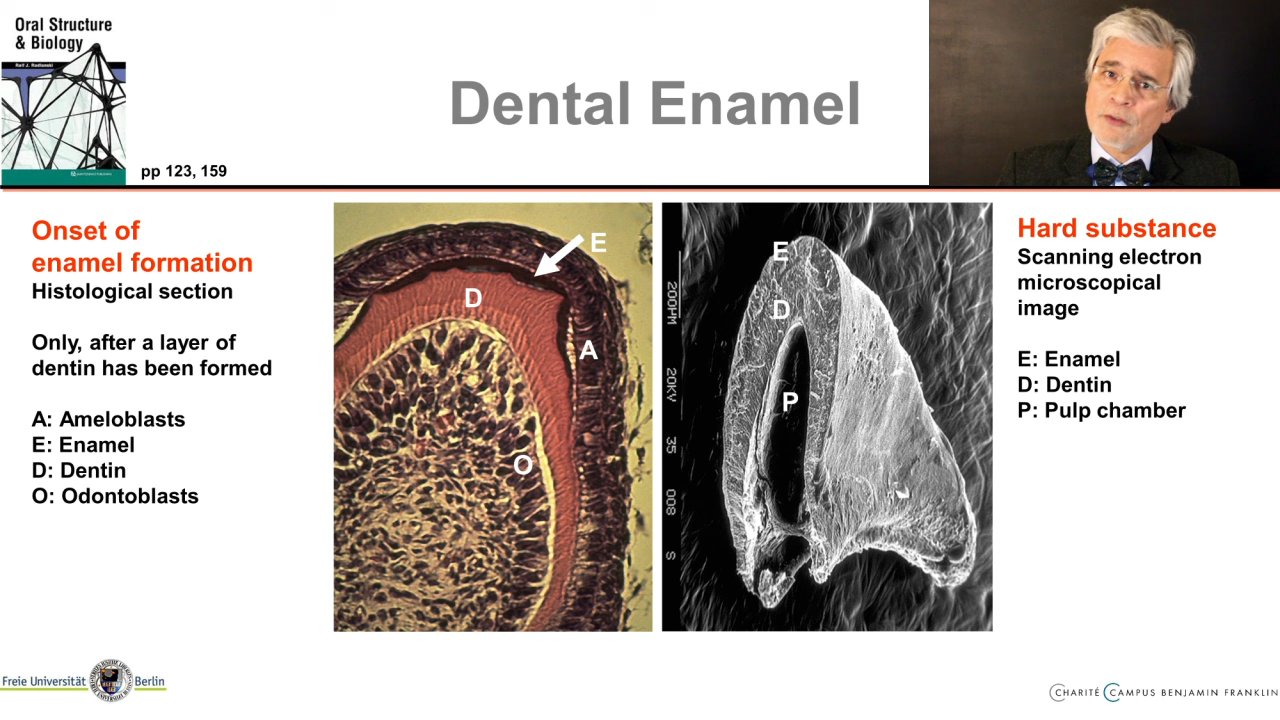 Oral Structure
& Biology
Ralf J. Radlanski
pp 123, 159
Dental Enamel
Onset of
enamel formation
Histological section
Only, after a layer of
dentin has been formed
A: Ameloblasts
E: Enamel
D: Dentin
O: Odontoblasts
E
D
A
O
E
D
P
200µM
20KV
35
008
S
Hard substance
Scanning electron
microscopical
image
E: Enamel
D: Dentin
P: Pulp chamber
Freie Universität Berlin
CHARITÉ CAMPUS BENJAMIN FRANKLIN